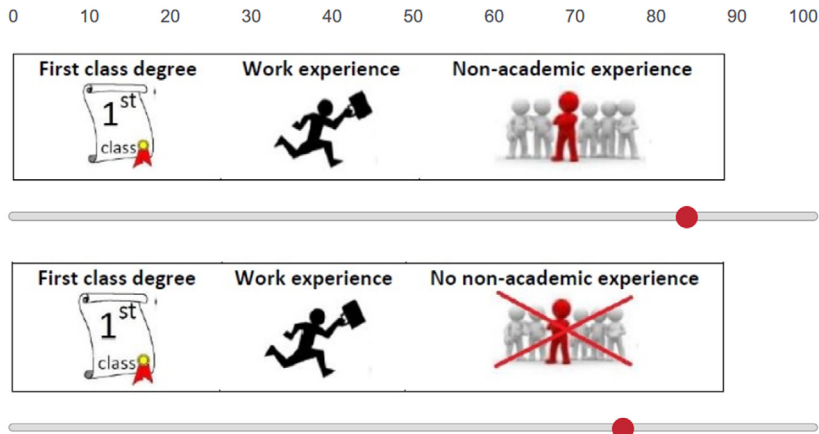 0 10 20 30 40 50 60 70 80 90 100
First class degree Work experience Non-academic experience
1st
class
First class degree Work experience No non-academic experience
1st
class